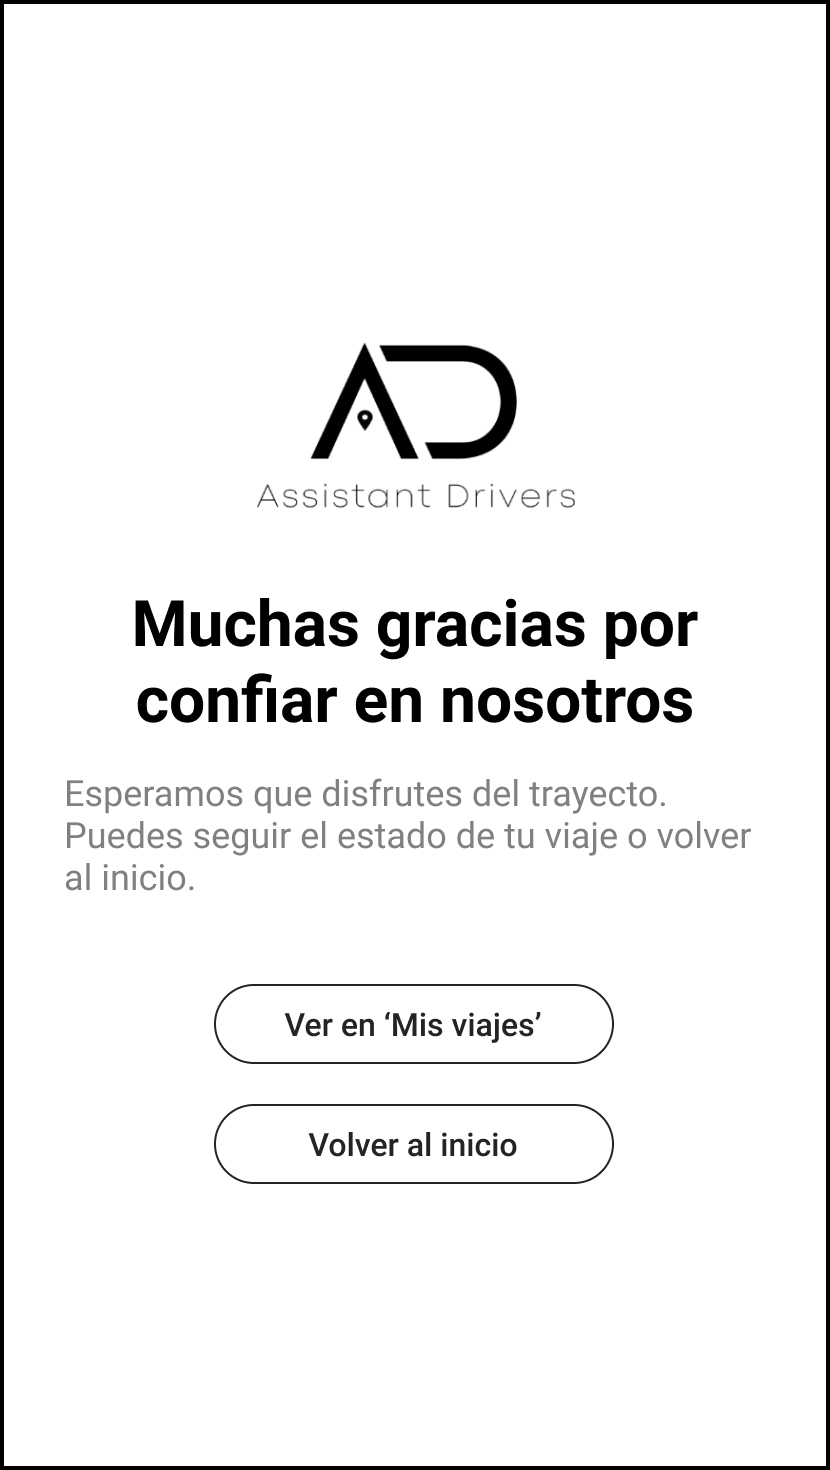 AD
Assistant Drivers
Muchas gracias por
confiar en nosotros
Esperamos que disfrutes del trayecto.
Puedes seguir el estado de tu viaje o volver
al inicio.
Ver en ‘Mis viajes’
Volver al inicio